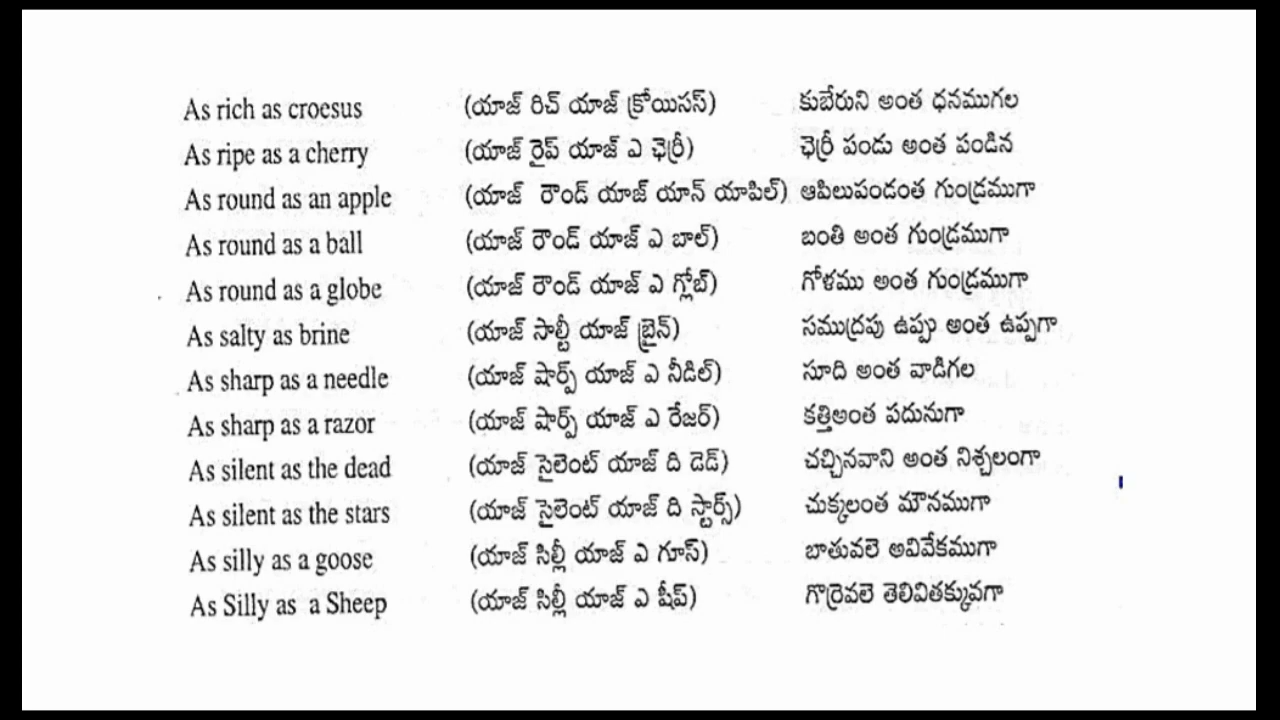 As rich as croesus (యాజ్ రిచ్ యాజ్ క్రోయిసస్) కుబేరుని అంత ధనముగల
As ripe as a cherry (యాజ్ రైప్ యాజ్ ఎ ఛెర్రీ) ఛెర్రీ పండు అంత పండిన
As round as an apple (యాజ్ రౌండ్ యాజ్ యాన్ యాపిల్) ఆపిలుపండంత గుండ్రముగా
As round as a ball (యాజ్ రౌండ్ యాజ్ ఎ బాల్) బంతి అంత గుండ్రముగా
As round as a globe (యాజ్ రౌండ్ యాజ్ ఎ గ్లోబ్) గోళము అంత గుండ్రముగా
As salty as brine (యాజ్ సాల్టీ యాజ్ బ్రైన్) సముద్రపు ఉప్పు అంత ఉప్పగా
As sharp as a needle (యాజ్ షార్ప్ యాజ్ ఎ నీడిల్) సూది అంత వాడిగల
As sharp as a razor (యాజ్ షార్ప్ యాజ్ ఎ రేజర్) కత్తిఅంత పదునుగా
As silent as the dead (యాజ్ సైలెంట్ యాజ్ ది డెడ్) చచ్చినవాని అంత నిశ్చలంగా
As silent as the stars (యాజ్ సైలెంట్ యాజ్ ది స్టార్స్) చుక్కలంత మౌనముగా
As silly as a goose (యాజ్ సిల్లీ యాజ్ ఎ గూస్) బాతువలె అవివేకముగా
As Silly as a Sheep (యాజ్ సిల్లీ యాజ్ ఎ షీప్) గొర్రెవలె తెలివితక్కువగా